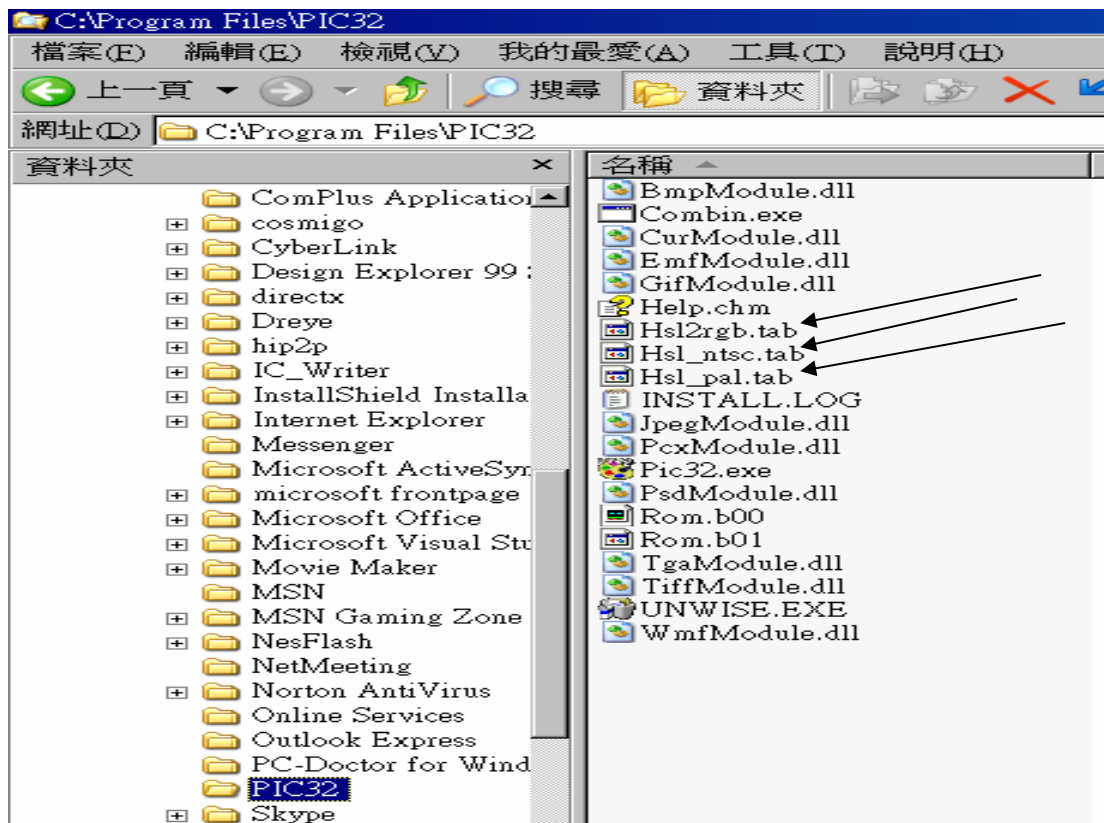 C:\Program Files\PIC32
檔案(F) 編輯(E) 檢視(V) 我的最愛(A) 工具(T) 說明(H)
上一頁 搜尋 資料夾
網址(D) C:\Program Files\PIC32
資料夾
ComPlus Applicatio
cosmigo
CyberLink
Design Explorer 99
directx
Dreye
hip2p
IC_Writer
InstallShield Installa
Internet Explorer
Messenger
Microsoft ActiveSyn
microsoft frontpage
Microsoft Office
Microsoft Visual Stu
Movie Maker
MSN
MSN Gaming Zone
NesFlash
NetMeeting
Norton AntiVirus
Online Services
Outlook Express
PC-Doctor for Wind
PIC32
Skype
名稱
BmpModule.dll
Combin.exe
CurModule.dll
EmfModule.dll
GifModule.dll
Help.chm
Hsl2rgb.tab
Hsl_ntsc.tab
Hsl_pal.tab
INSTALL.LOG
JpegModule.dll
PcxModule.dll
Pic32.exe
PsdModule.dll
Rom.b00
Rom.b01
TgaModule.dll
TiffModule.dll
UNWISE.EXE
WmfModule.dll